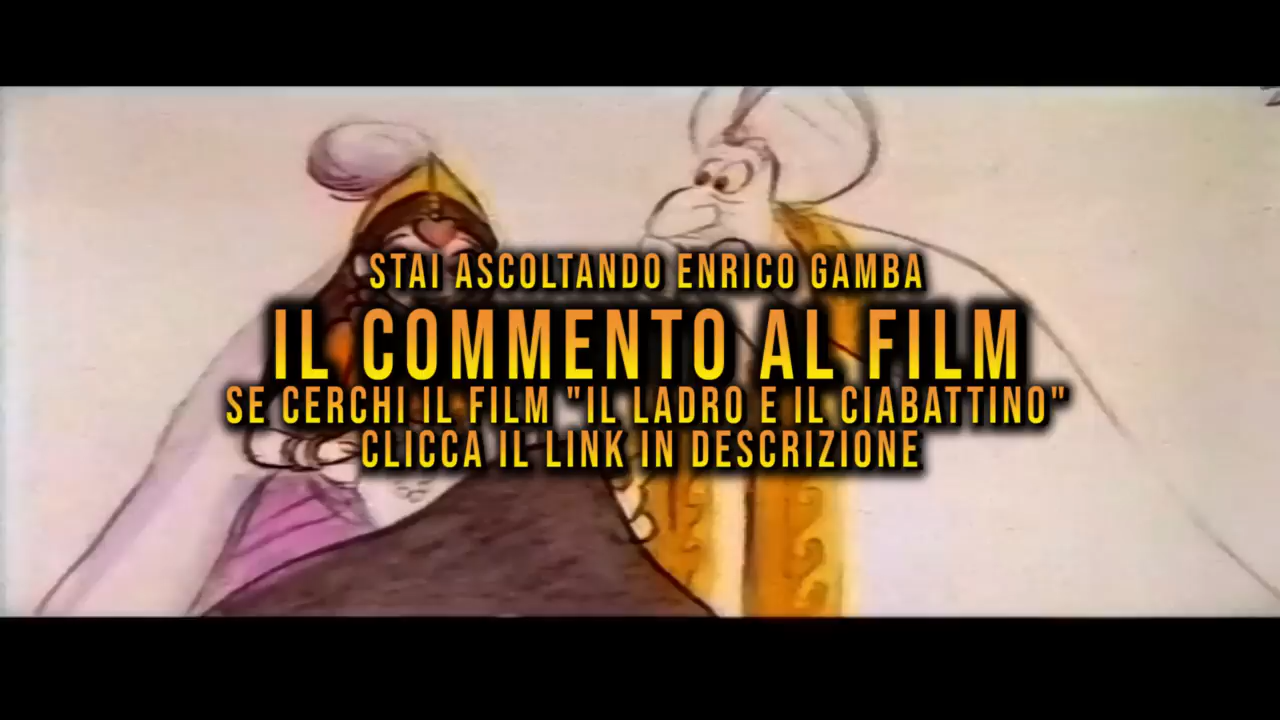 STAI ASCOLTANDO ENRICO GAMBA
IL COMMENTO AL FILM
SE CERCHI IL FILM "IL LADRO E IL CIABATTINO"
CLICCA IL LINK IN DESCRIZIONE